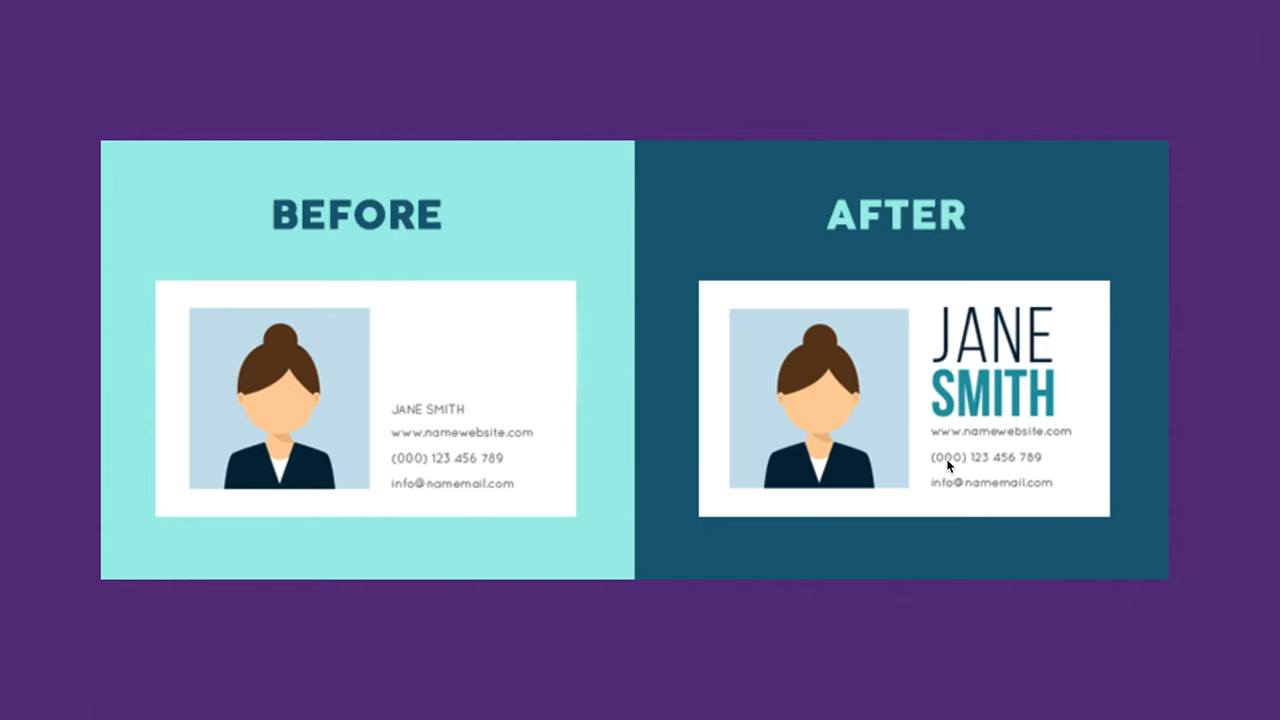 BEFORE
JANE SMITH
www.namewebsite.com
(000) 123 456 789
info@namemail.com
AFTER
JANE
SMITH
www.namewebsite.com
(000) 123 456 789
info@namemail.com